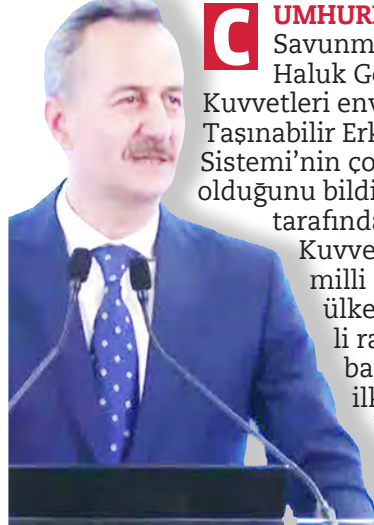 CUMHURİ
Savunm
Haluk G
Kuvvetleri env
Taşınabilir Erk
Sistemi’nin ço
olduğunu bildi
tarafında
Kuvve
milli
ülke
li ra
ba
ilk